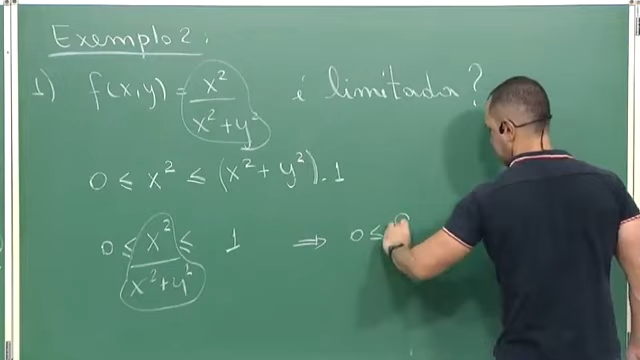 Exemplo 2:
1) f(x,y) = x²/(x²+y²) é limitada?
0 ≤ x² ≤ (x²+y²).1
0 ≤ x²/(x²+y²) ≤ 1 ⇒ 0 ≤